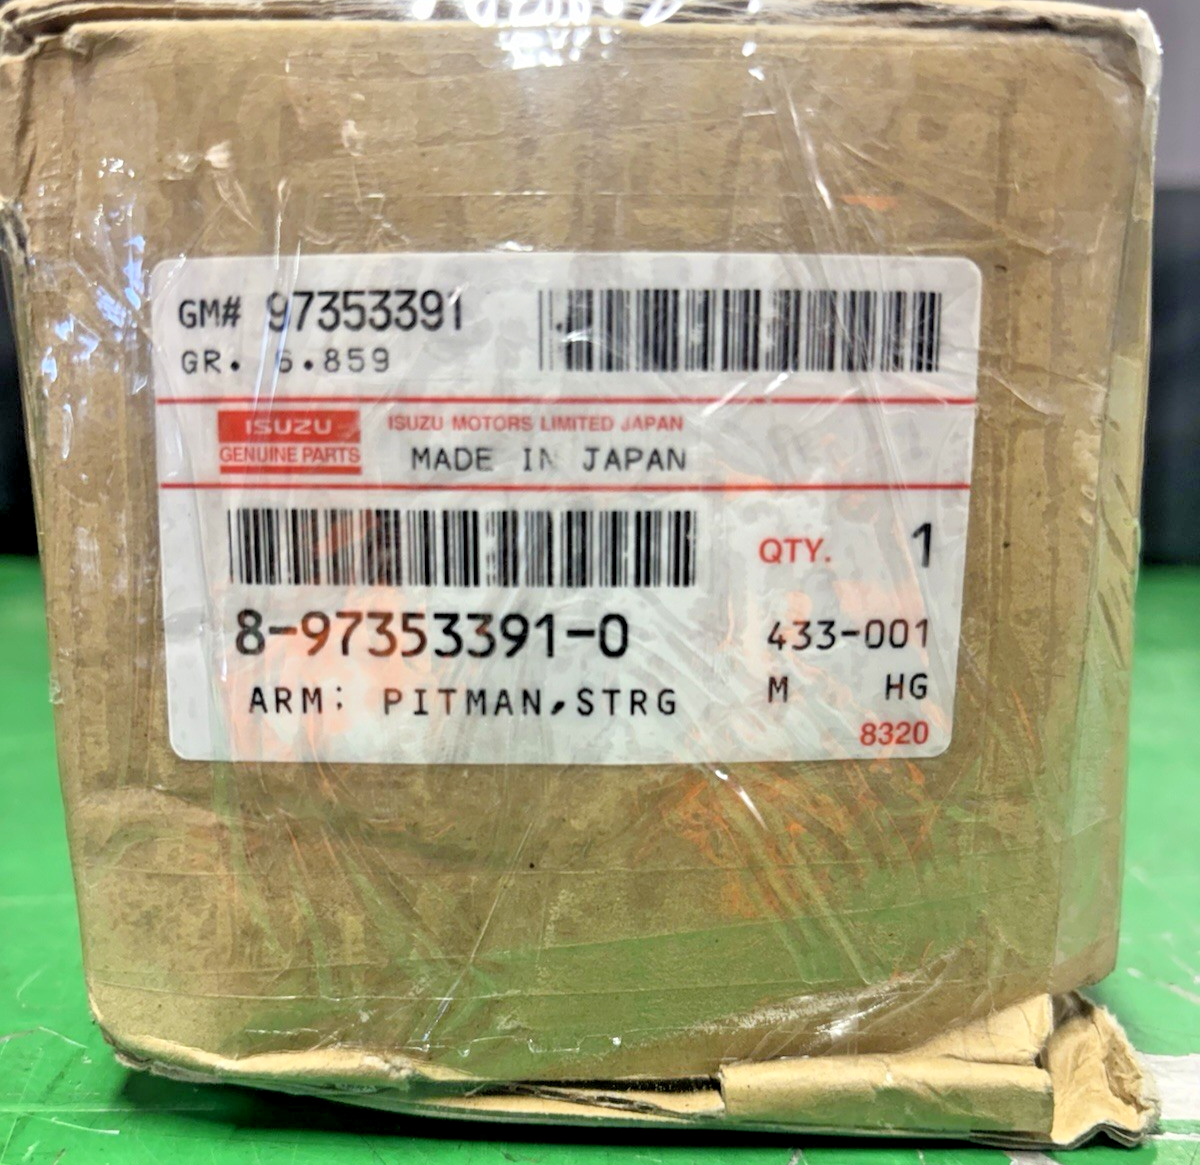 GM# 97353391
GR. 6.859
ISUZU
GENUINE PARTS
ISUZU MOTORS LIMITED JAPAN
MADE IN JAPAN
QTY. 1
8-97353391-0
433-001
ARM; PITMAN,STRG
M HG
8320